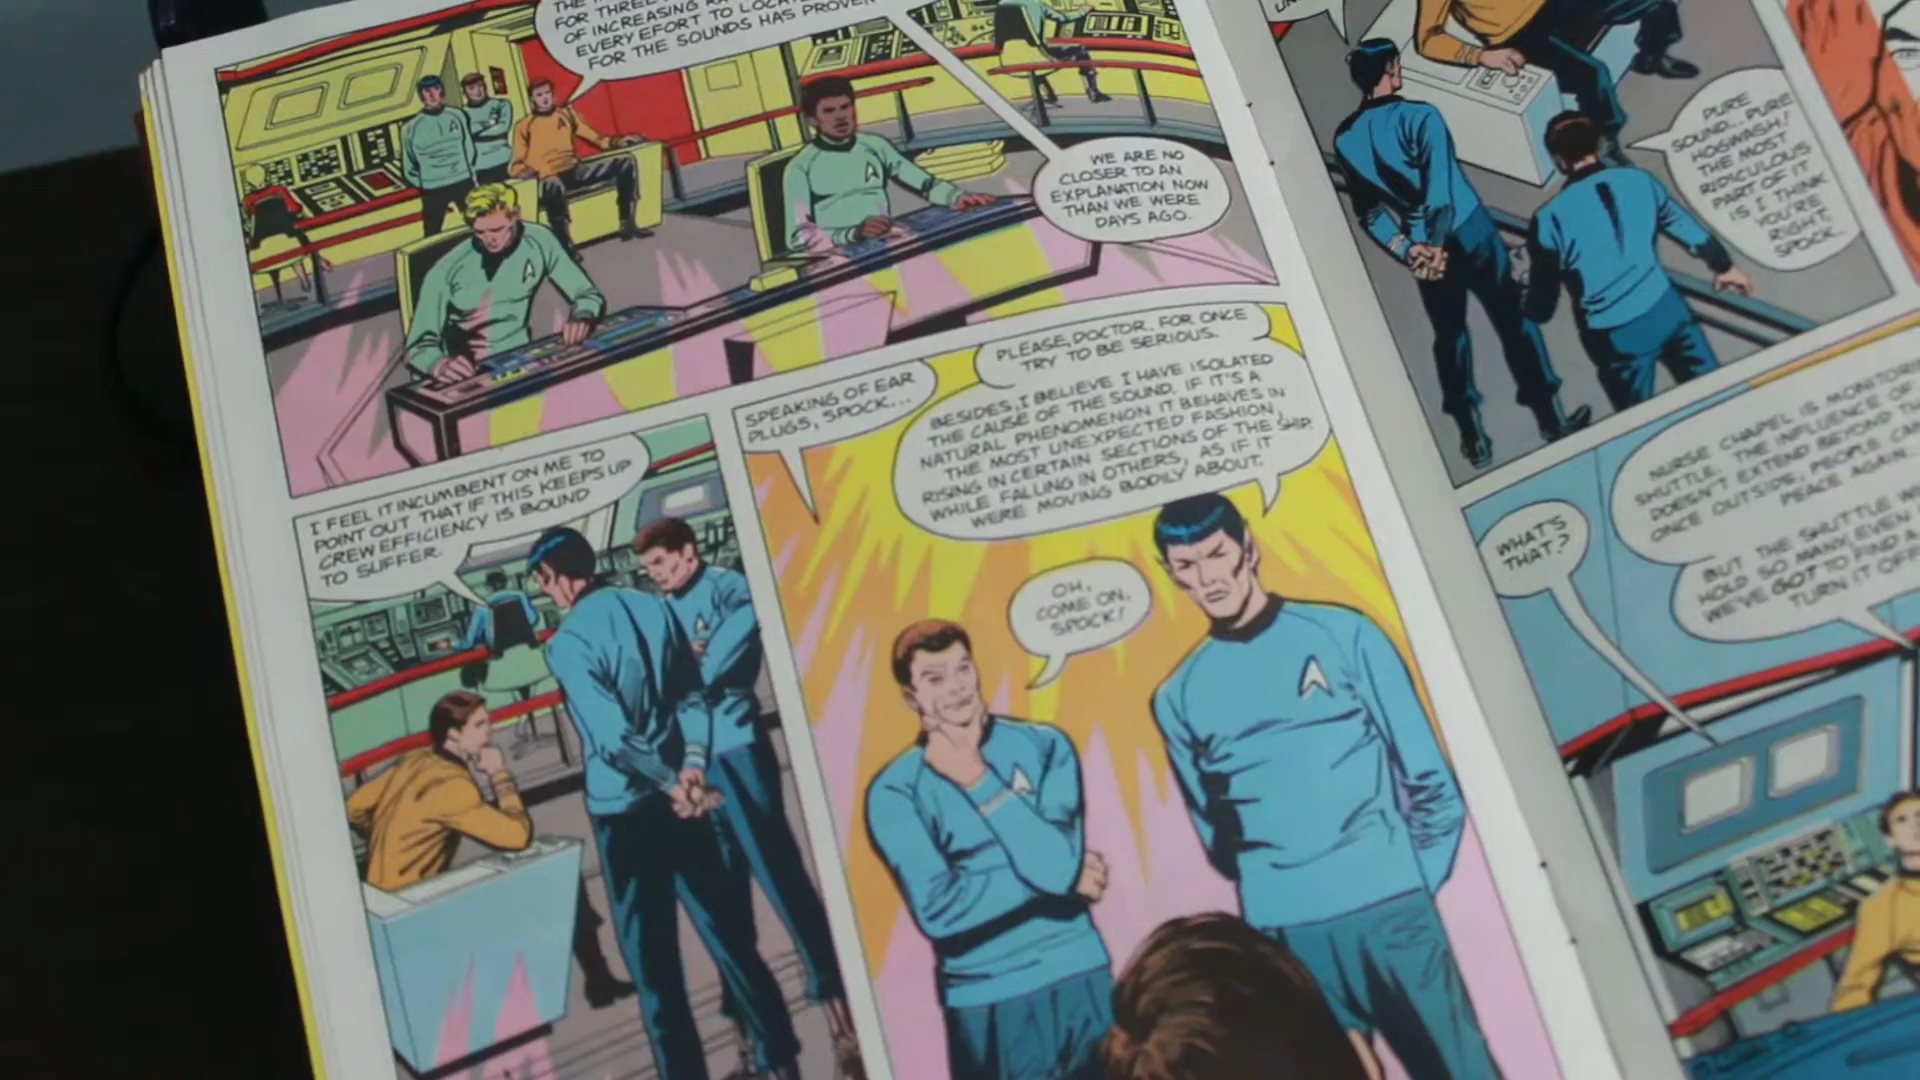 FOR THREE
OF INCREASING
EVERY EFORT TO
FOR THE SOUNDS HAS PROVEN
WE ARE NO
CLOSER TO AN
EXPLANATION NOW
THAN WE WERE
DAYS AGO.
I FEEL IT INCUMBENT ON ME TO
POINT OUT THAT IF THIS KEEPS UP
CREW EFFICIENCY IS BOUND
TO SUFFER.
SPEAKING OF EAR
PLUGS, SPOCK...
PLEASE, DOCTOR. FOR ONCE
TRY TO BE SERIOUS.
BESIDES, I BELIEVE I HAVE ISOLATED
THE CAUSE OF THE SOUND. IF IT'S A
NATURAL PHENOMENON IT BEHAVES IN
THE MOST UNEXPECTED FASHION,
RISING IN CERTAIN SECTIONS OF THE SHIP
WHILE FALLING IN OTHERS, AS IF IT
WERE MOVING BODILY ABOUT.
OH,
COME ON,
SPOCK!
PURE
SOUND... PURE
HOGWASH!
THE MOST
RIDICULOUS
PART OF IT
IS I THINK
YOU'RE
RIGHT,
SPOCK.
WHAT'S
THAT?
NURSE CHAPEL IS
SHUTTLE. THE INFLUENCE OF
DOESN'T EXTEND BEYOND
ONCE OUTSIDE, PEOPLE CAN
PEACE AGAIN.
BUT THE SHUTTLE
HOLD SO MANY, EVEN
WE'VE GOT TO FIND A
TURN IT OFF